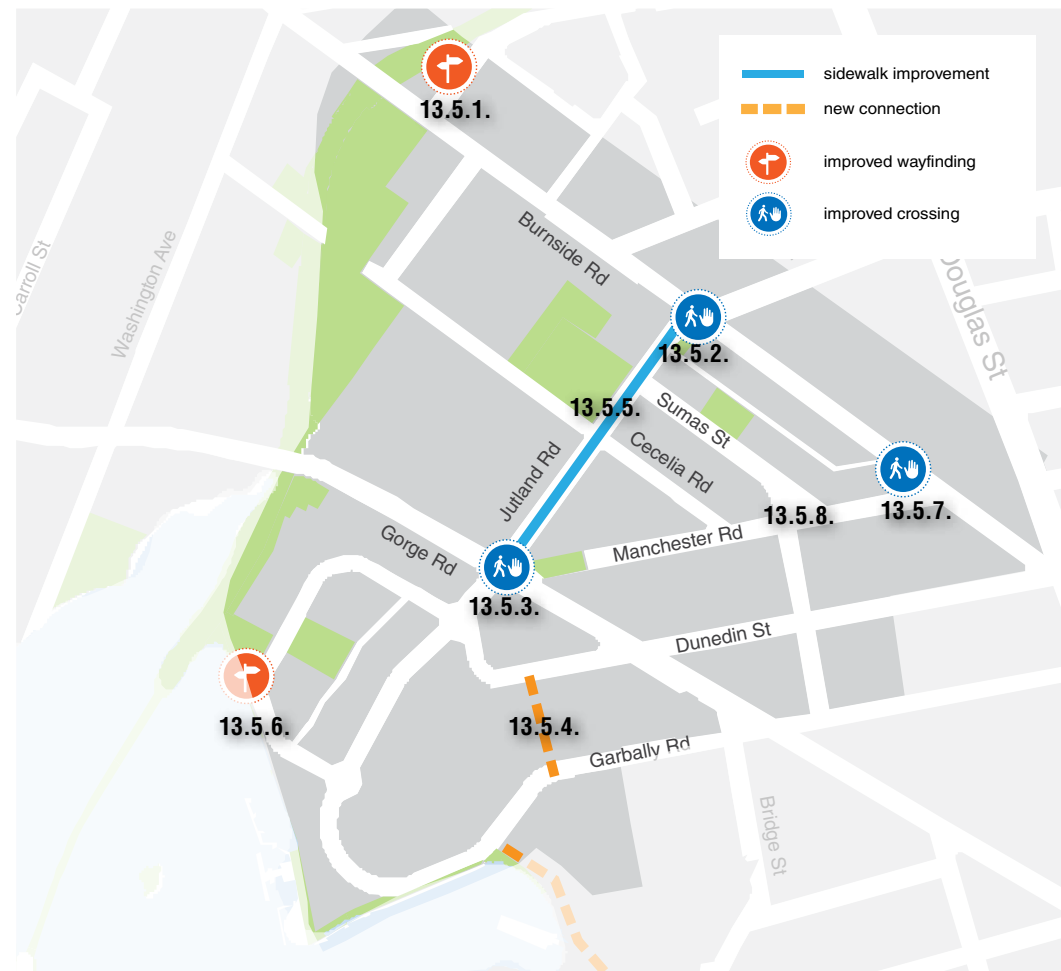 13.5.1.
sidewalk improvement
new connection
improved wayfinding
improved crossing
Burnside Rd
Washington Ave
Carroll St
Douglas St
13.5.2.
13.5.5.
Sumas St
Cecelia Rd
Jutland Rd
13.5.7.
13.5.8.
Manchester Rd
Gorge Rd
13.5.3.
Dunedin St
13.5.6.
13.5.4.
Garbally Rd
Bridge St